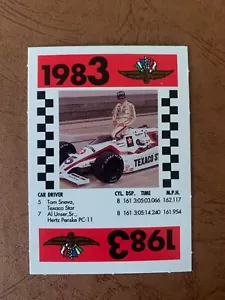 1983
TEXACO STAR
CAR DRIVER CYL. DSP. TIME M.P.H.
5 Tom Sneva, 8 161 3:05:03.066 162.117
Texaco Star
7 Al Unser, Sr., 8 161 3:05:14.240 161.954
Hertz Penske PC-11
1983